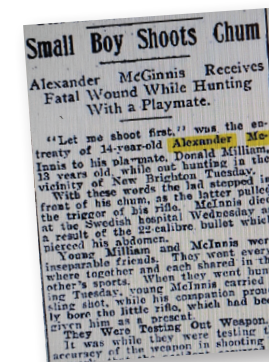 Small Boy Shoots Chum
Alexander McGinnis Receives
Fatal Wound While Hunting
With a Playmate.
"Let me shoot first," was the en-
treaty of 14-year-old Alexander Mc-
Innis to his playmate, Donald Milliam,
13 years old, while out hunting in the
vicinity of New Brighton Tuesday.
With these words the lad stepped in
front of his chum, as the latter pulled
the trigger of his rifle. McInnis died
at the Swedish hospital Wednesday as
a result of the 22-calibre bullet which
pierced his abdomen.
Young Milliam and McInnis were
inseparable friends. They went every-
where together and each shared in the
other's sports. When they went hunt-
ing Tuesday, young McInnis carried a
sling shot, while his companion proud-
ly bore the little rifle, which had been
given him as a present.
They Were Testing Out Weapon.
It was while they were testing the
accuracy of the weapon in shooting